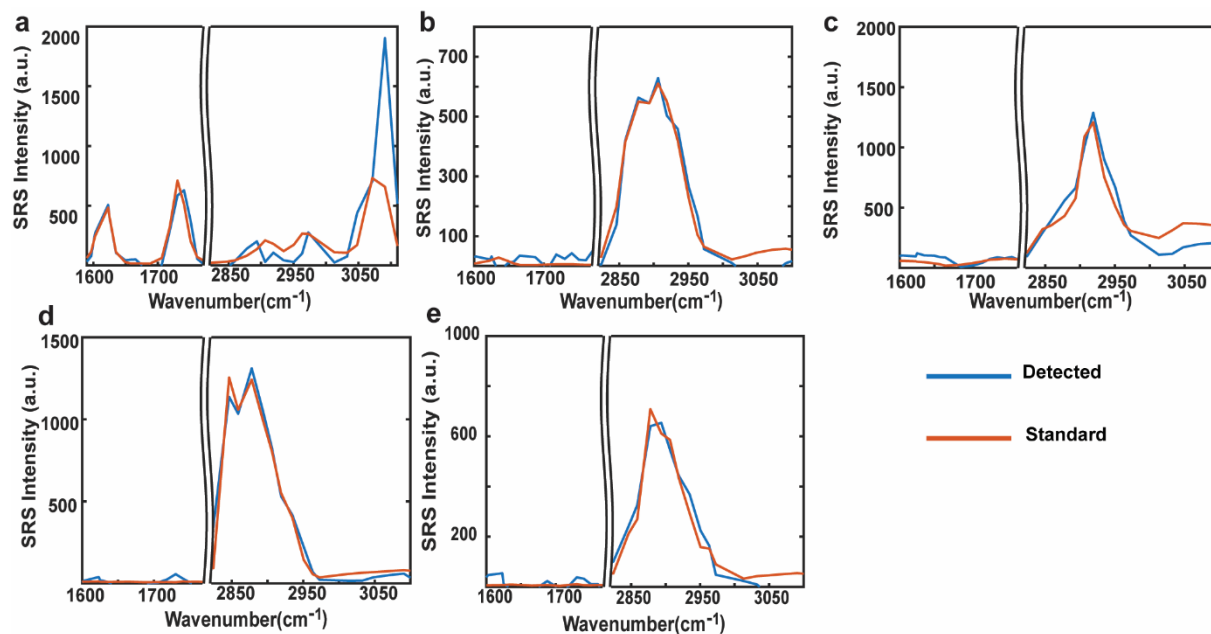 a
2000
1500
1000
500
SRS Intensity (a.u.)
1600 1700 2850 2950 3050
Wavenumber(cm⁻¹)
b
700
500
300
100
SRS Intensity (a.u.)
1600 1700 2850 2950 3050
Wavenumber(cm⁻¹)
c
2000
1500
1000
500
SRS Intensity (a.u.)
1600 1700 2850 2950 3050
Wavenumber(cm⁻¹)
d
1500
1000
500
SRS Intensity (a.u.)
1600 1700 2850 2950 3050
Wavenumber(cm⁻¹)
e
1000
600
200
SRS Intensity (a.u.)
1600 1700 2850 2950 3050
Wavenumber(cm⁻¹)
Detected
Standard